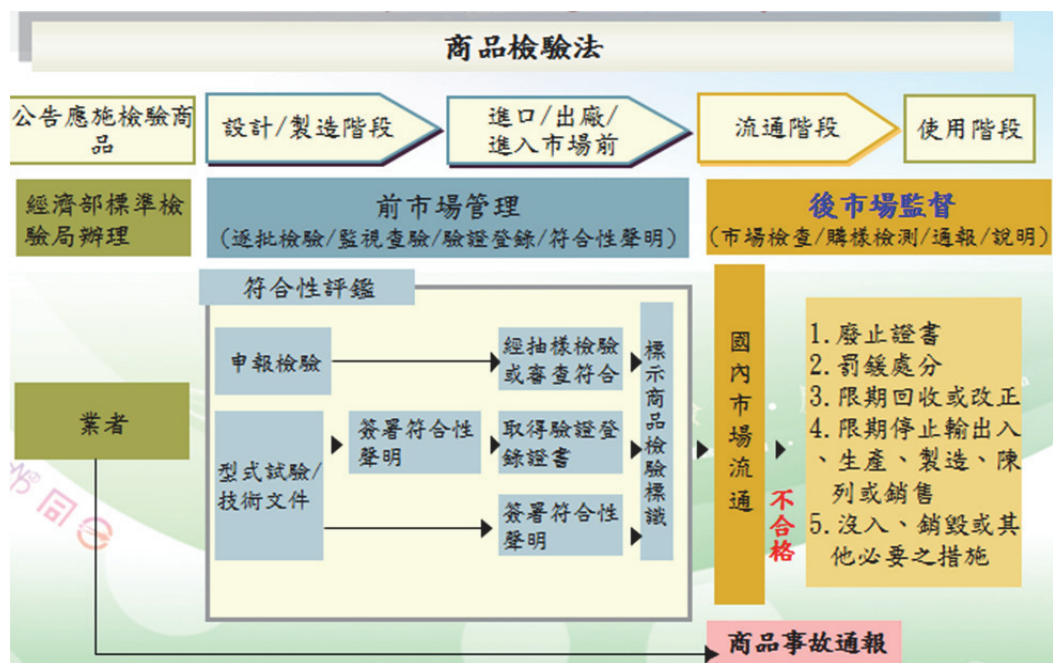 商品檢驗法
公告應施檢驗商
品
設計/製造階段
進口/出廠/
進入市場前
流通階段
使用階段
經濟部標準檢
驗局辦理
前市場管理
(逐批檢驗/監視查驗/驗證登錄/符合性聲明)
後市場監督
(市場檢查/購樣檢測/通報/說明)
符合性評鑑
申報檢驗
經抽樣檢驗
或審查符合
業者
型式試驗/
技術文件
簽署符合性
聲明
取得驗證登
錄證書
簽署符合性
聲明
標示商品檢驗標識
國內市場流通
不合格
1.廢止證書
2.罰鍰處分
3.限期回收或改正
4.限期停止輸出入
、生產、製造、陳
列或銷售
5.沒入、銷毀或其
他必要之措施
商品事故通報